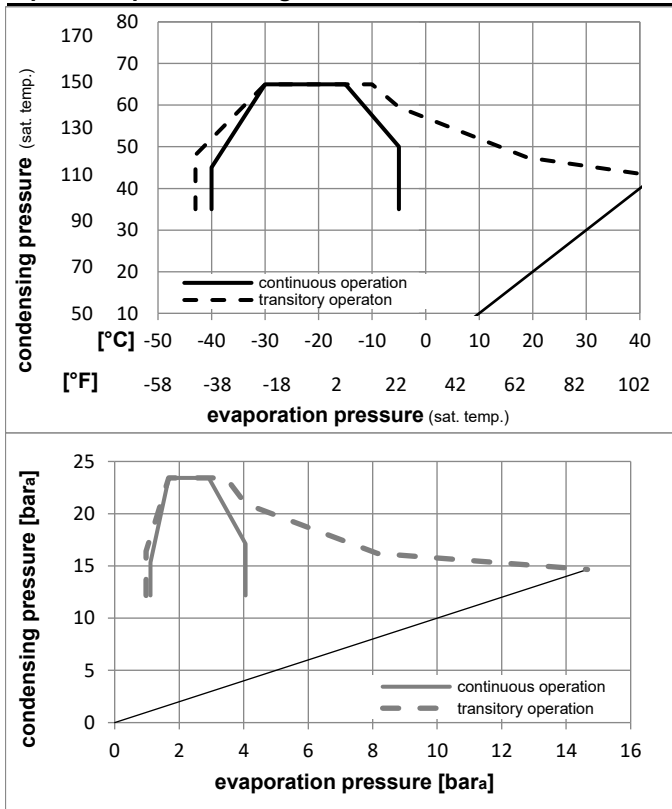 170 80
150 70
60
130
50
110
40
90
30
70
20
50 10
condensing pressure (sat. temp.)
continuous operation
transitory operaton
[°C] -50 -40 -30 -20 -10 0 10 20 30 40
[°F] -58 -38 -18 2 22 42 62 82 102
evaporation pressure (sat. temp.)
25
20
15
10
5
0
condensing pressure [bara]
continuous operation
transitory operation
0 2 4 6 8 10 12 14 16
evaporation pressure [bara]